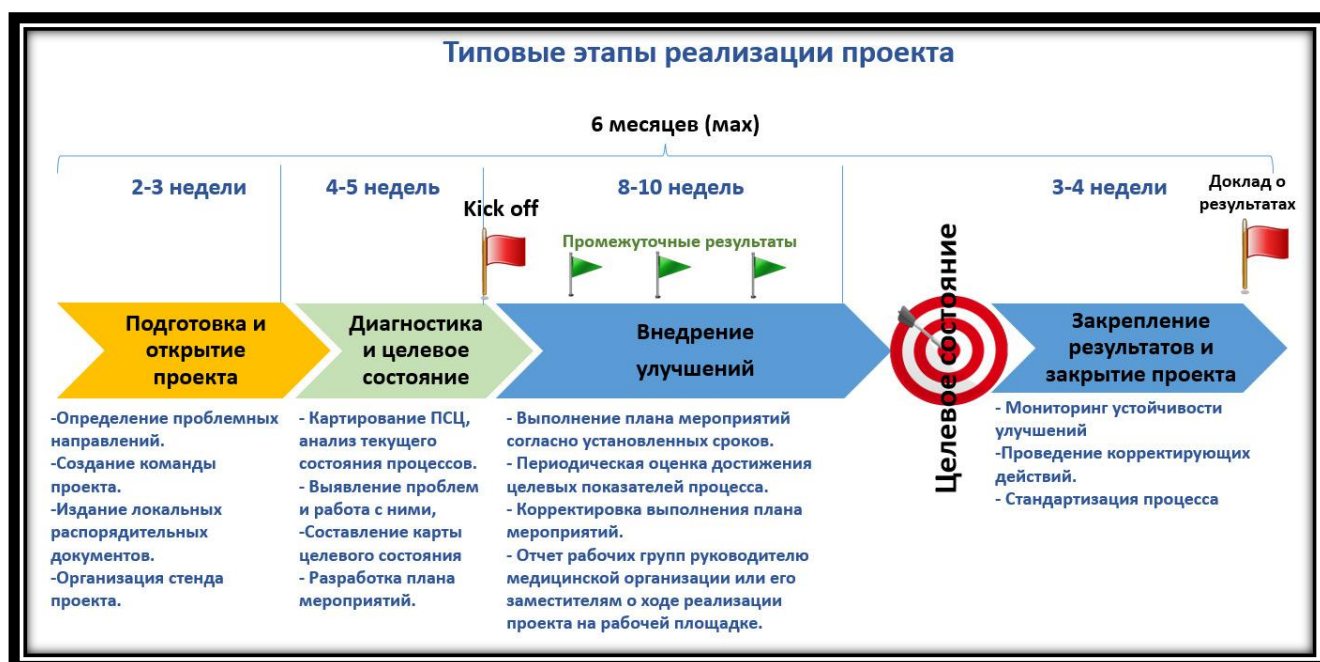 Типовые этапы реализации проекта
6 месяцев (мах)
2-3 недели
4-5 недель
8-10 недель
3-4 недели
Доклад о
результатах
Kick off
Промежуточные результаты
Подготовка и
открытие
проекта
Диагностика
и целевое
состояние
Внедрение
улучшений
Целевое состояние
Закрепление
результатов и
закрытие проекта
-Определение проблемных
направлений.
-Создание команды
проекта.
-Издание локальных
распорядительных
документов.
-Организация стенда
проекта.
- Картирование ПСЦ,
анализ текущего
состояния процессов.
- Выявление проблем
и работа с ними,
-Составление карты
целевого состояния
- Разработка плана
мероприятий.
- Выполнение плана мероприятий
согласно установленных сроков.
- Периодическая оценка достижения
целевых показателей процесса.
- Корректировка выполнения плана
мероприятий.
- Отчет рабочих групп руководителю
медицинской организации или его
заместителям о ходе реализации
проекта на рабочей площадке.
- Мониторинг устойчивости
улучшений
-Проведение корректирующих
действий.
- Стандартизация процесса